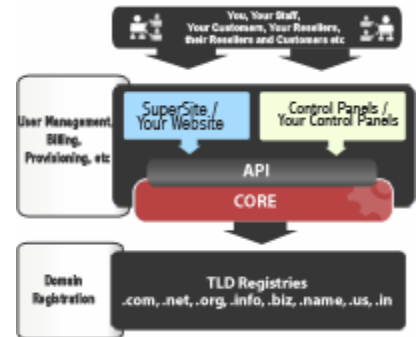 You, Your Staff,
Your Customers, Your Resellers,
their Resellers and Customers etc
User Management,
Billing,
Provisioning, etc
SuperSite /
Your Website
Control Panels /
Your Control Panels
API
CORE
Domain
Registration
TLD Registries
.com, .net, .org, .info, .biz, .name, .us, .in